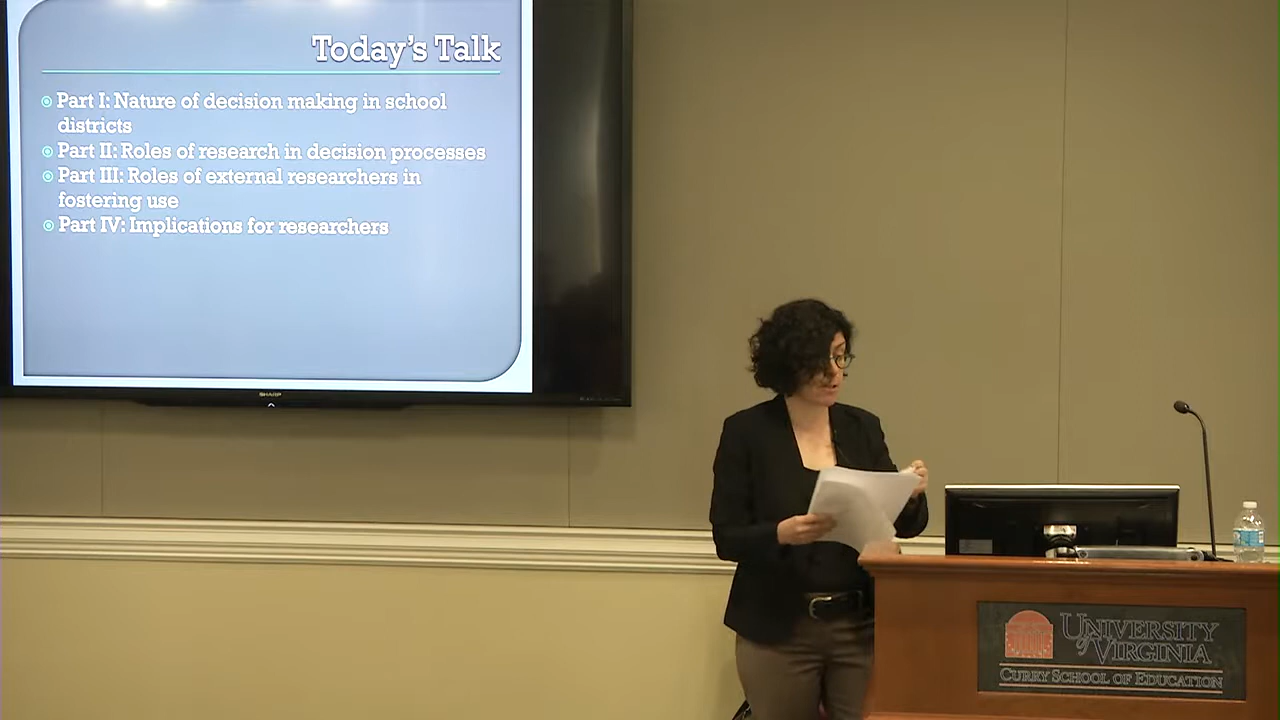 Today's Talk
Part I: Nature of decision making in school
districts
Part II: Roles of research in decision processes
Part III: Roles of external researchers in
fostering use
Part IV: Implications for researchers
SHARP
UNIVERSITY
of VIRGINIA
CURRY SCHOOL OF EDUCATION